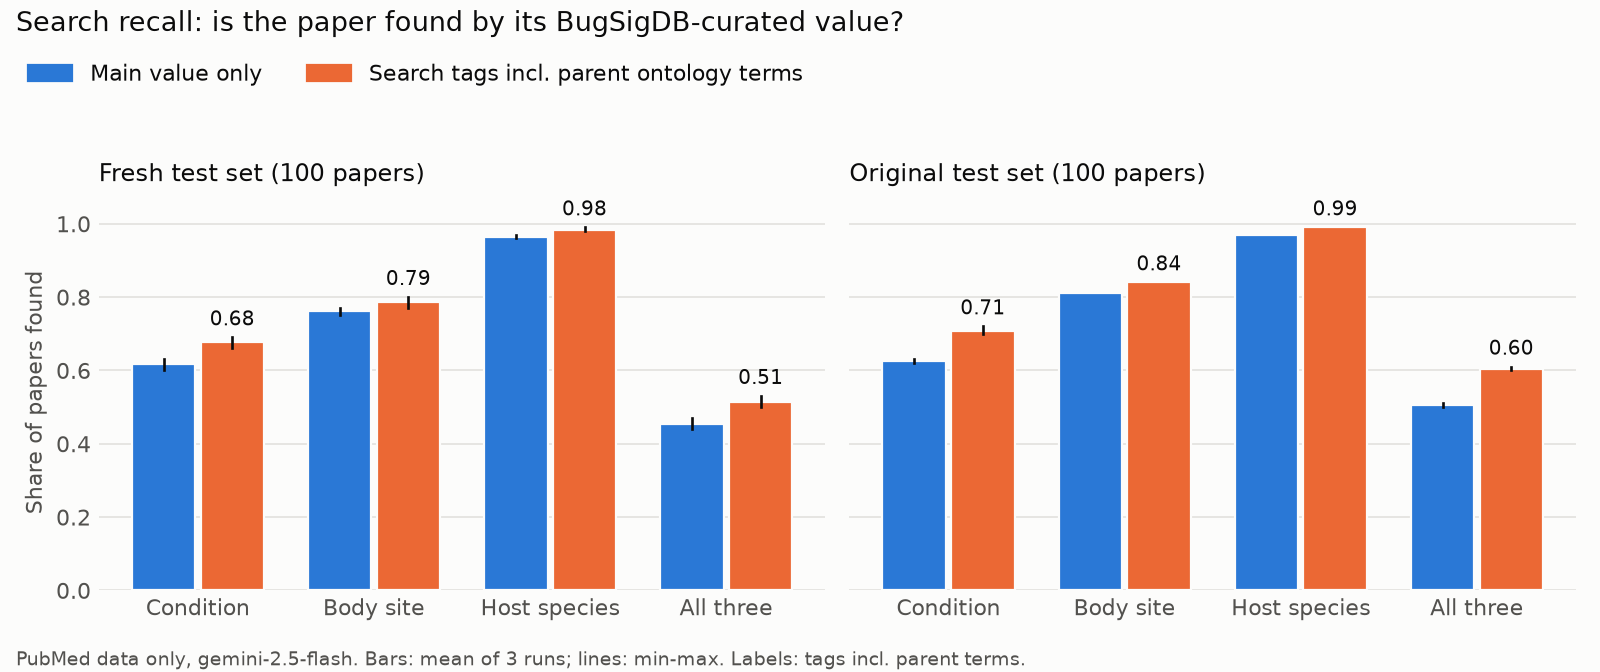 Search recall: is the paper found by its BugSigDB-curated value?
Main value only
Search tags incl. parent ontology terms
Fresh test set (100 papers)
Original test set (100 papers)
Share of papers found
1.0
0.8
0.6
0.4
0.2
0.0
0.68
0.79
0.98
0.51
0.71
0.84
0.99
0.60
Condition
Body site
Host species
All three
Condition
Body site
Host species
All three
PubMed data only, gemini-2.5-flash. Bars: mean of 3 runs; lines: min-max. Labels: tags incl. parent terms.